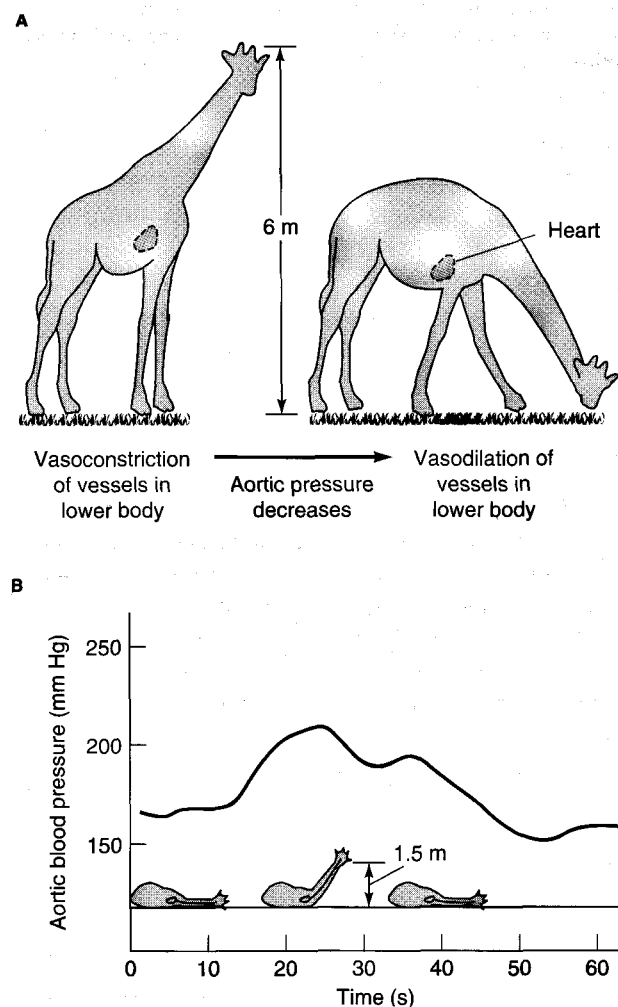 A
6 m
Heart
Vasoconstriction
of vessels in
lower body
Aortic pressure
decreases
Vasodilation of
vessels in
lower body
B
Aortic blood pressure (mm Hg)
250
200
150
1.5 m
0 10 20 30 40 50 60
Time (s)